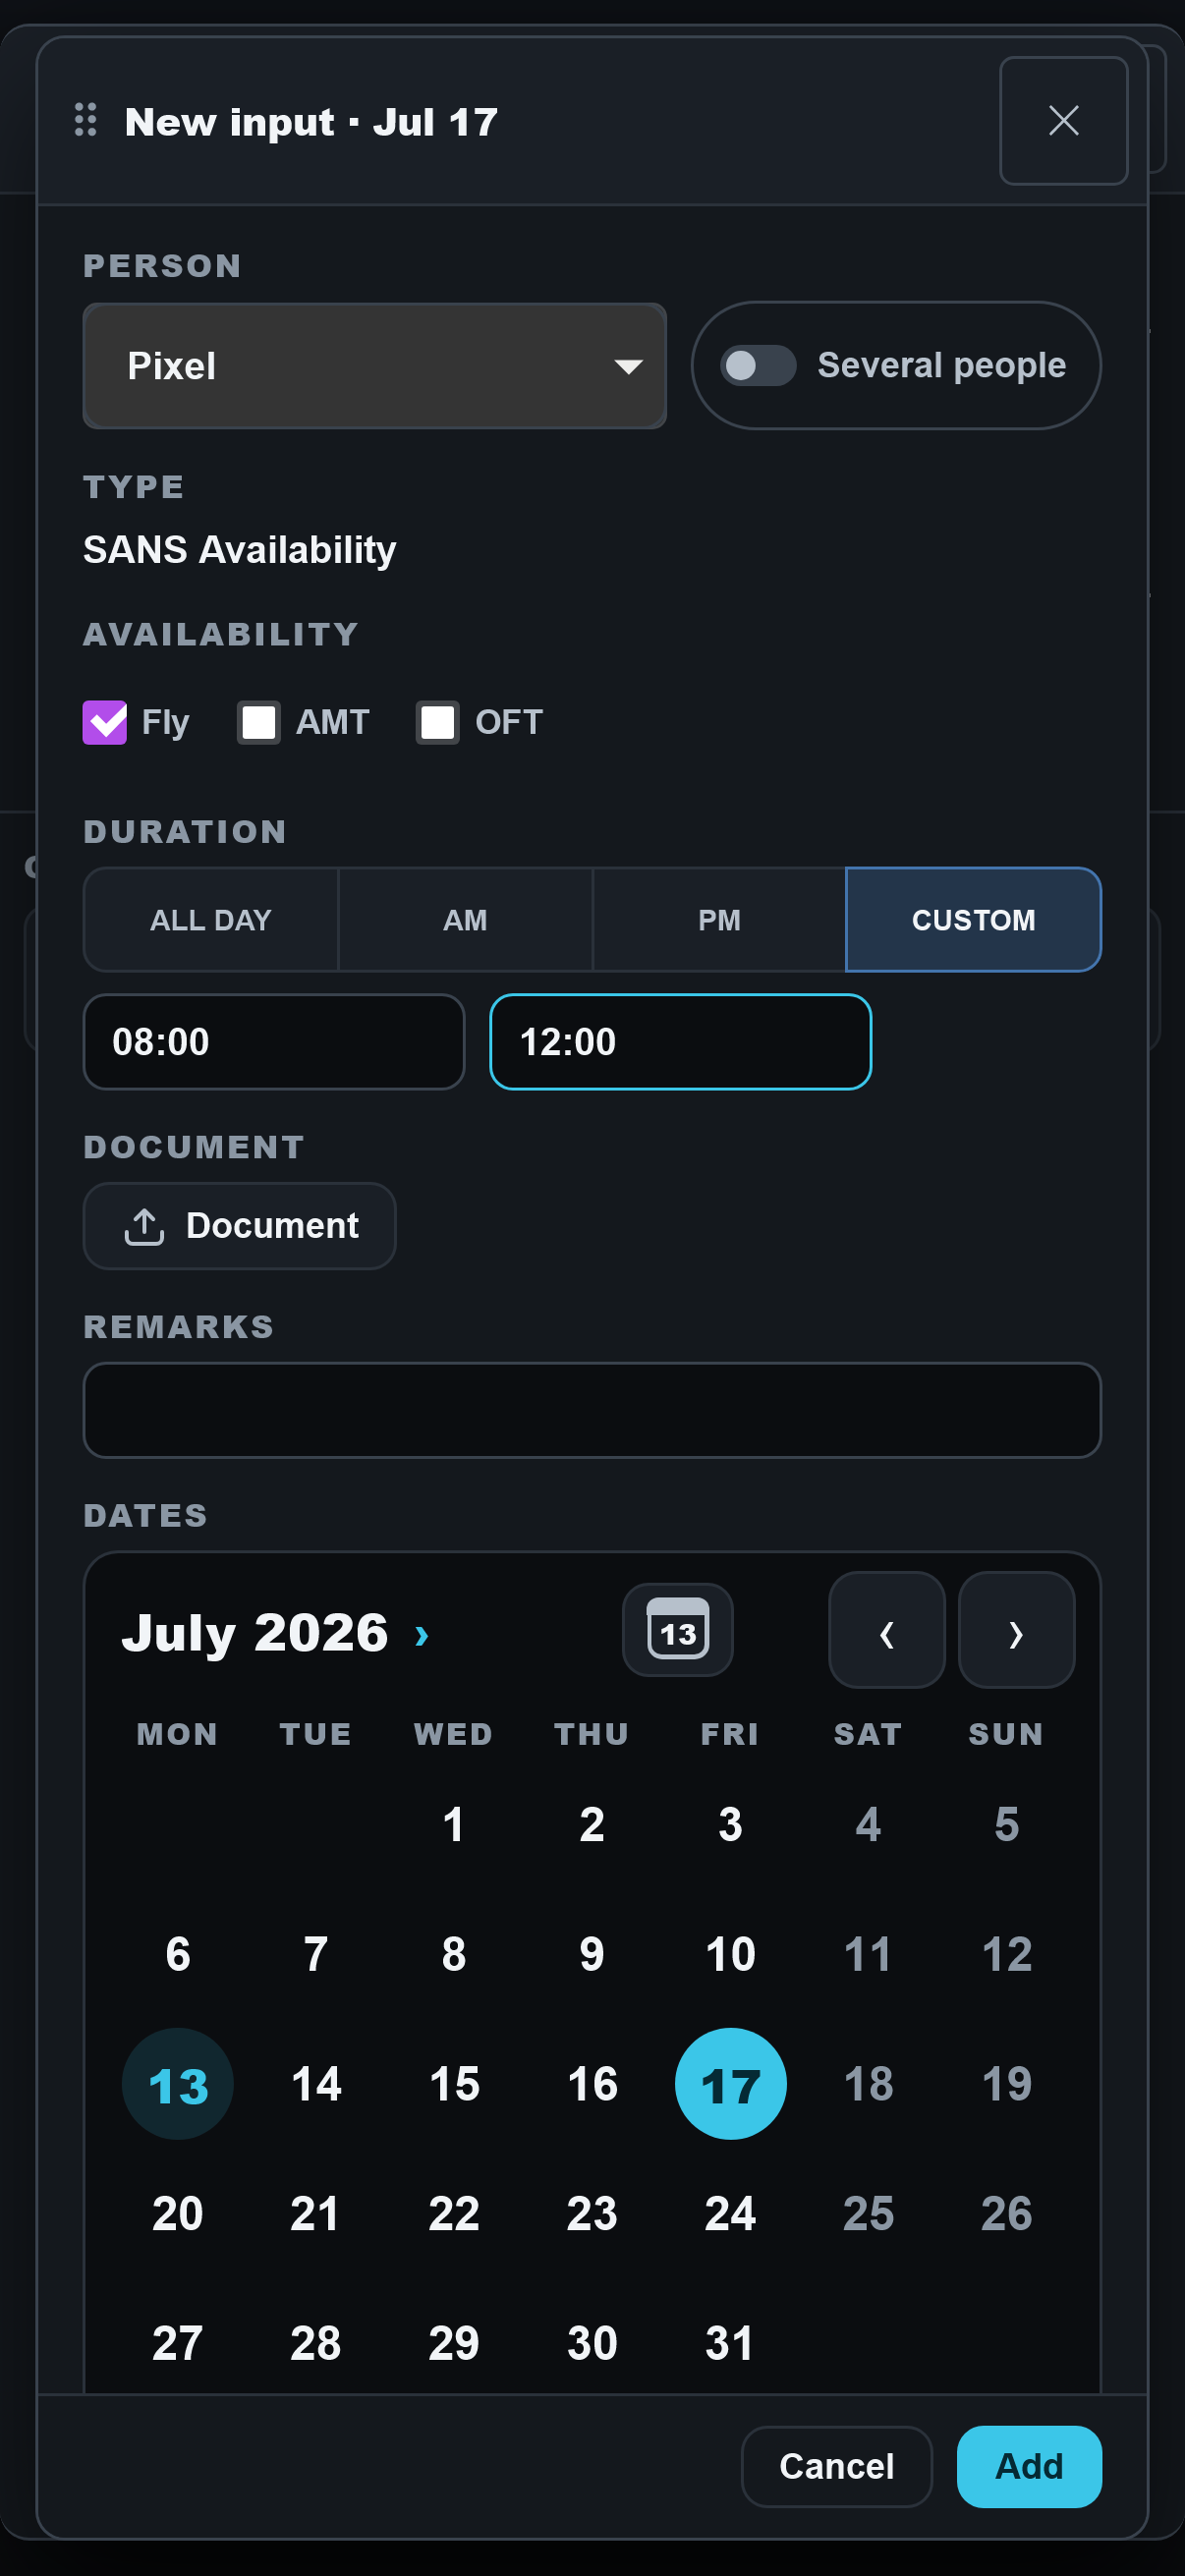 New input · Jul 17
PERSON
Pixel
Several people
TYPE
SANS Availability
AVAILABILITY
Fly AMT OFT
DURATION
ALL DAY AM PM CUSTOM
08:00 12:00
DOCUMENT
Document
REMARKS
DATES
July 2026 › 13 ‹ ›
MON TUE WED THU FRI SAT SUN
1 2 3 4 5
6 7 8 9 10 11 12
13 14 15 16 17 18 19
20 21 22 23 24 25 26
27 28 29 30 31
Cancel Add